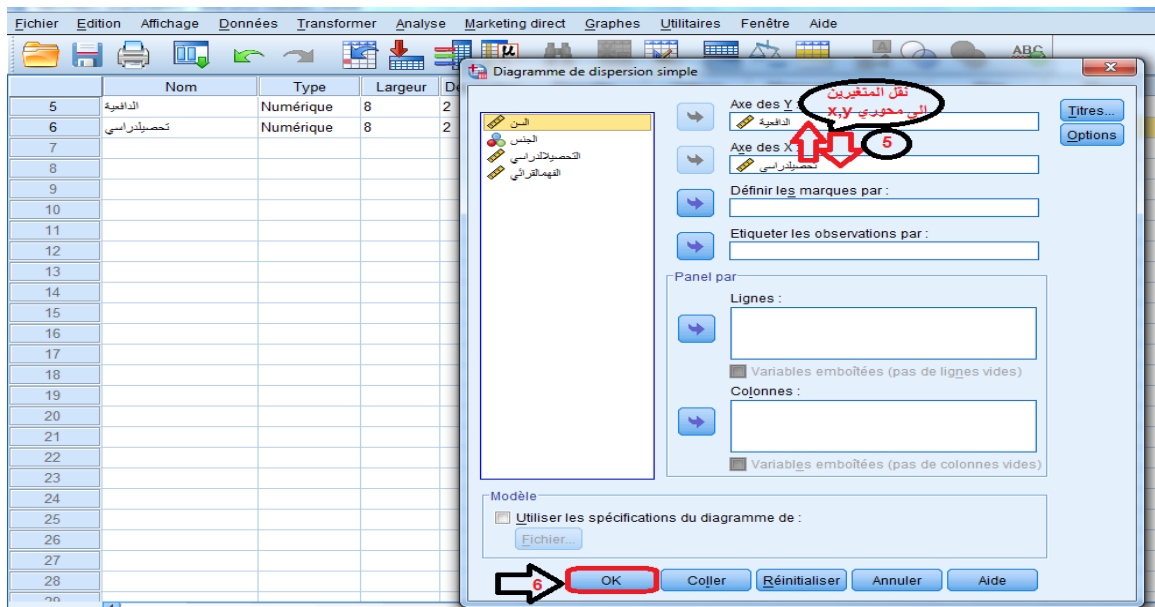 Fichier Edition Affichage Données Transformer Analyse Marketing direct Graphes Utilitaires Fenêtre Aide
Nom Type Largeur
5 الدافعية Numérique 8 2
6 تحصيلدراسي Numérique 8 2
7
8
9
10
11
12
13
14
15
16
17
18
19
20
21
22
23
24
25
26
27
28
29
Diagramme de dispersion simple
السن
الجنس
التحصيلالدراسي
الفهمالقرائي
Axe des Y :
الدافعية
نقل المتغيرين
الى محوري x,y
5
Axe des X :
تحصيلدراسي
Définir les marques par :
Etiqueter les observations par :
Titres...
Options
Panel par
Lignes :
Variables emboîtées (pas de lignes vides)
Colonnes :
Variables emboîtées (pas de colonnes vides)
Modèle
Utiliser les spécifications du diagramme de :
Fichier...
6
OK Coller Réinitialiser Annuler Aide